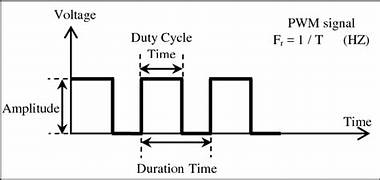 Voltage
Duty Cycle
Time
PWM signal
Fr = 1 / T (HZ)
Amplitude
Time
Duration Time